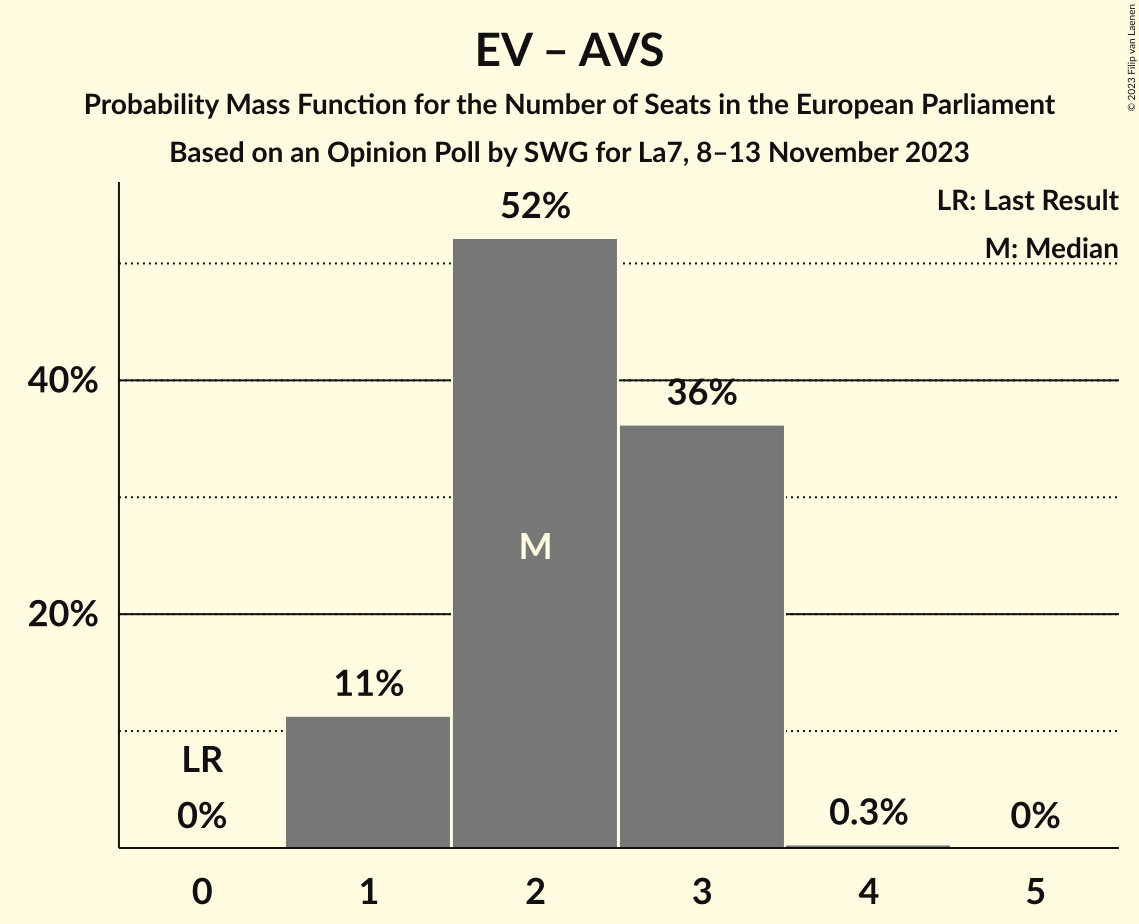 EV – AVS
Probability Mass Function for the Number of Seats in the European Parliament
Based on an Opinion Poll by SWG for La7, 8–13 November 2023
© 2023 Filip van Laenen
LR: Last Result
M: Median
52%
40%
36%
M
20%
11%
LR
0%
0.3%
0%
0 1 2 3 4 5